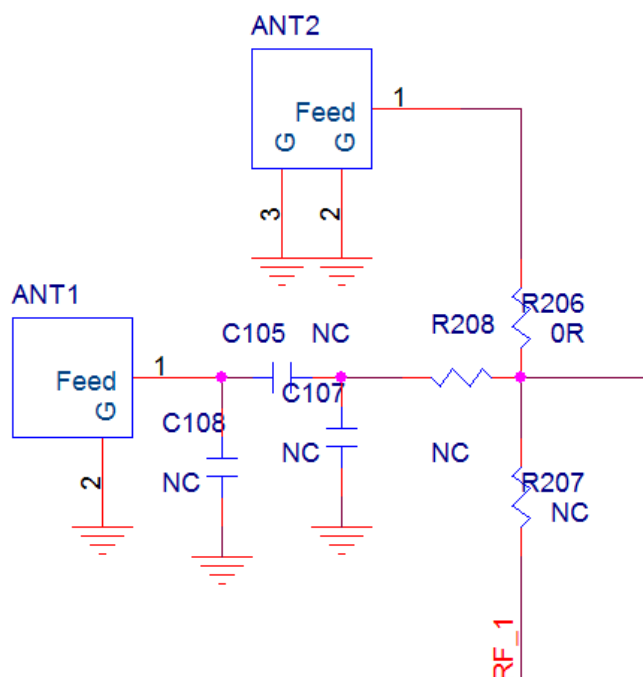 ANT2
1
Feed
G
G
3
2
ANT1
1
Feed
G
2
C105
NC
C107
NC
C108
NC
R208
NC
R206
0R
R207
NC
RF_1